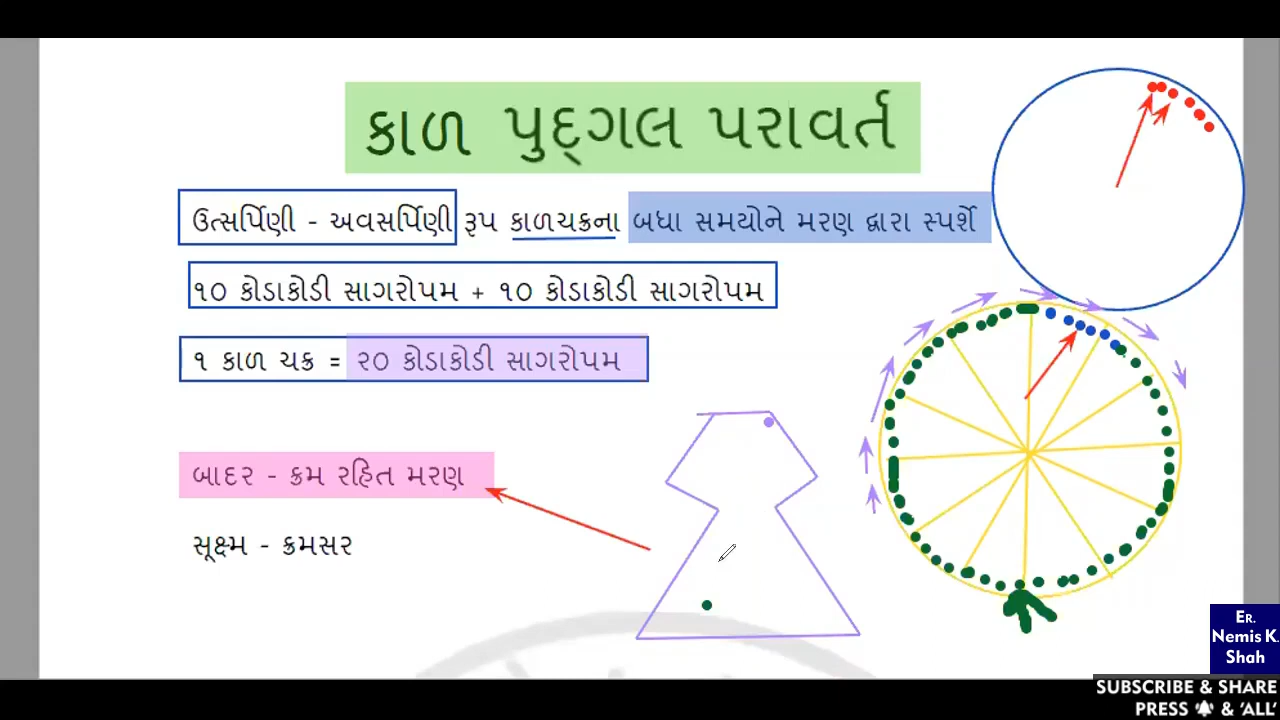 કાળ પુદ્ગલ પરાવર્ત
ઉત્સર્પિણી - અવસર્પિણી રૂપ કાળચક્રના બધા સમયોને મરણ દ્વારા સ્પર્શે
૧૦ કોડાકોડી સાગરોપમ + ૧૦ કોડાકોડી સાગરોપમ
૧ કાળ ચક્ર = ૨૦ કોડાકોડી સાગરોપમ
બાદર - ક્રમ રહિત મરણ
સૂક્ષ્મ - ક્રમસર
ER.
Nemis K.
Shah
SUBSCRIBE & SHARE
PRESS 🔔 & 'ALL'